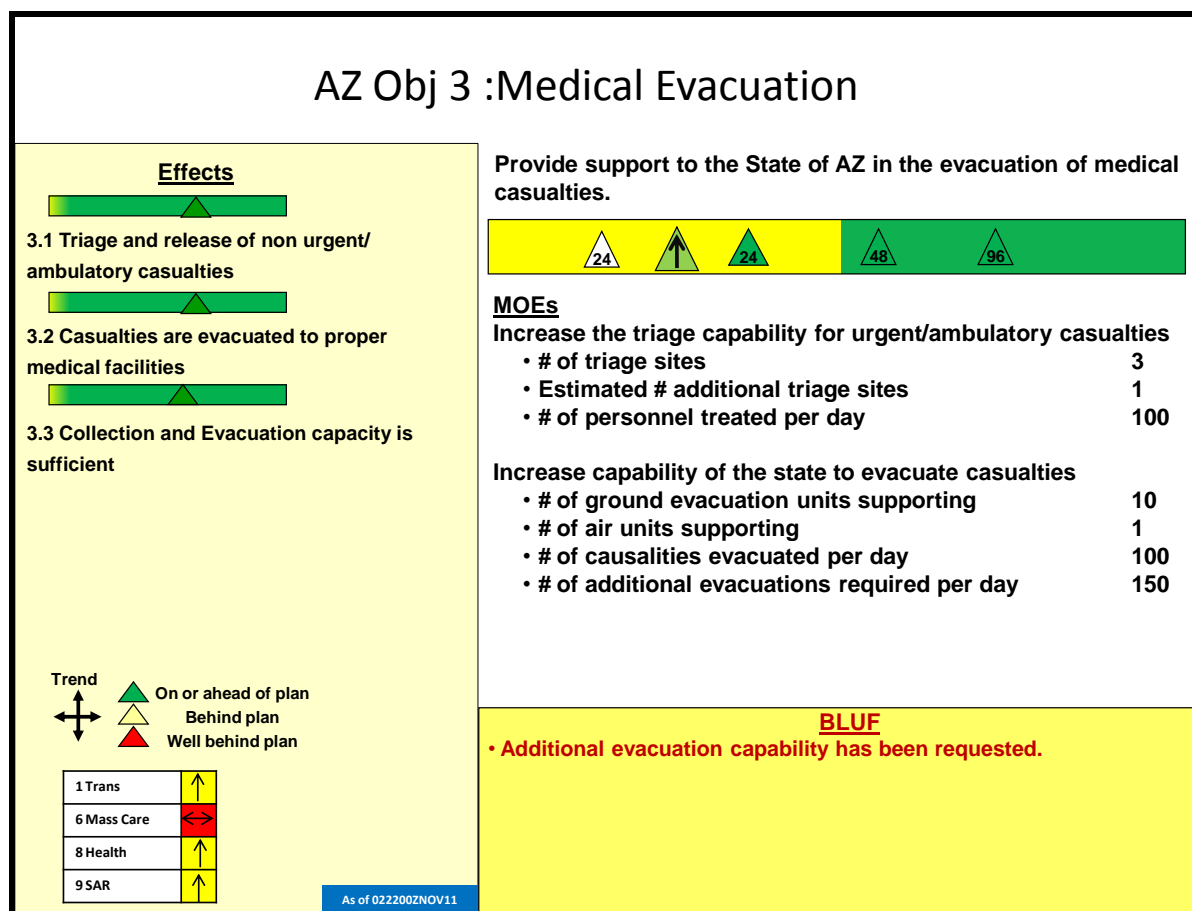 AZ Obj 3 :Medical Evacuation
Effects
3.1 Triage and release of non urgent/
ambulatory casualties
3.2 Casualties are evacuated to proper
medical facilities
3.3 Collection and Evacuation capacity is
sufficient
Trend
On or ahead of plan
Behind plan
Well behind plan
1 Trans
6 Mass Care
8 Health
9 SAR
As of 022200ZNOV11
Provide support to the State of AZ in the evacuation of medical
casualties.
24 24 48 96
MOEs
Increase the triage capability for urgent/ambulatory casualties
• # of triage sites 3
• Estimated # additional triage sites 1
• # of personnel treated per day 100
Increase capability of the state to evacuate casualties
• # of ground evacuation units supporting 10
• # of air units supporting 1
• # of causalities evacuated per day 100
• # of additional evacuations required per day 150
BLUF
• Additional evacuation capability has been requested.